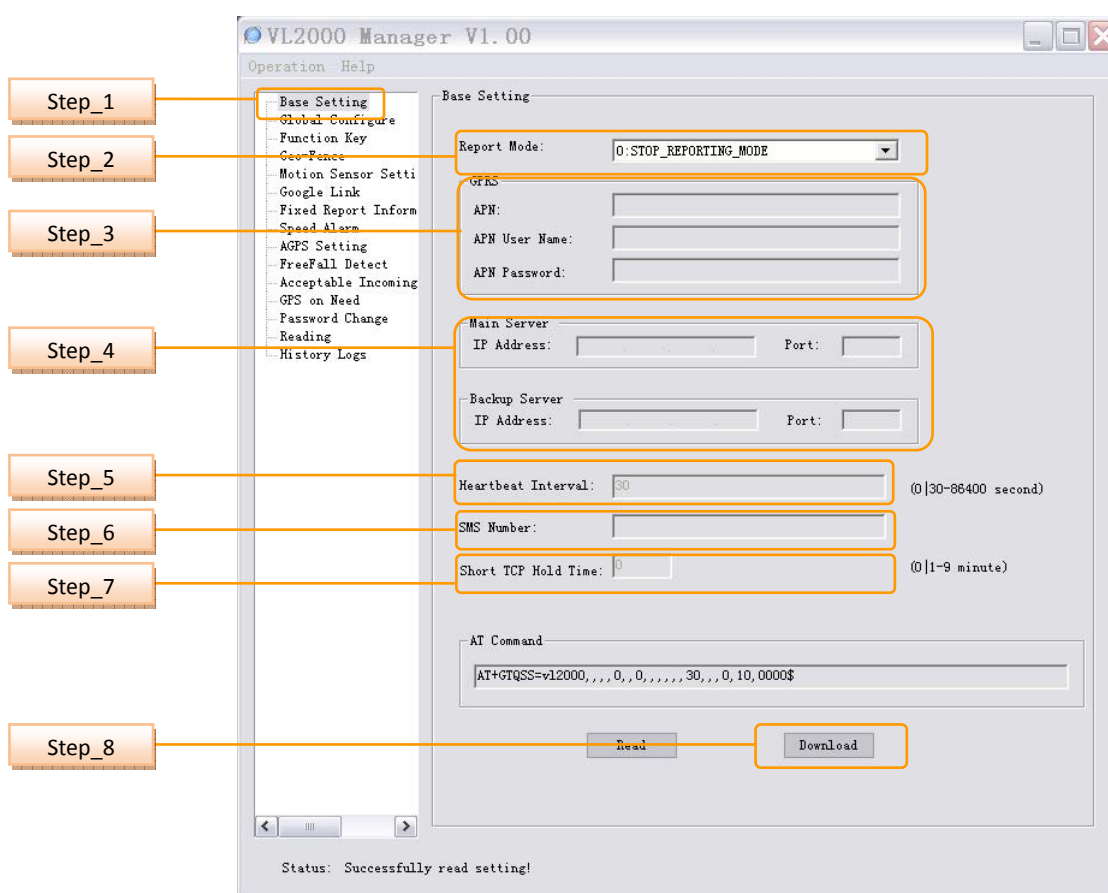 VL2000 Manager V1.00
Operation Help
Step_1
Step_2
Step_3
Step_4
Step_5
Step_6
Step_7
Step_8
Base Setting
Global Configure
Function Key
Geo-Fence
Motion Sensor Setti
Google Link
Fixed Report Inform
Speed Alarm
AGPS Setting
FreeFall Detect
Acceptable Incoming
GPS on Need
Password Change
Reading
History Logs
Base Setting
Report Mode: 0:STOP_REPORTING_MODE
GPRS
APN:
APN User Name:
APN Password:
Main Server
IP Address: . . . Port:
Backup Server
IP Address: . . . Port:
Heartbeat Interval: 30 (0|30-86400 second)
SMS Number:
Short TCP Hold Time: 0 (0|1-9 minute)
AT Command
AT+GTQSS=vl2000,,,,0,,0,,,,,,30,,,0,10,0000$
Read Download
Status: Successfully read setting!